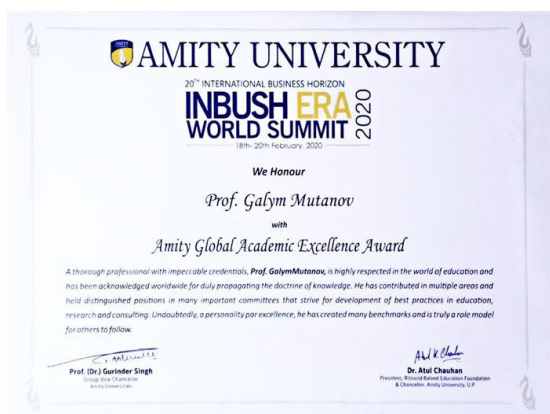 AMITY
AMITY UNIVERSITY
20TH INTERNATIONAL BUSINESS HORIZON
INBUSH ERA
WORLD SUMMIT 2020
18th- 20th February, 2020
We Honour
Prof. Galym Mutanov
with
Amity Global Academic Excellence Award
A thorough professional with impeccable credentials, Prof. GalymMutanov, is highly respected in the world of education and
has been acknowledged worldwide for duly propagating the doctrine of knowledge. He has contributed in multiple areas and
held distinguished positions in many important committees that strive for development of best practices in education,
research and consulting. Undoubtedly, a personality par excellence, he has created many benchmarks and is truly a role model
for others to follow.
Prof. (Dr.) Gurinder Singh
Group Vice Chancellor
Amity Universities
Dr. Atul Chauhan
President, Ritnand Balved Education Foundation
& Chancellor, Amity University, U.P.